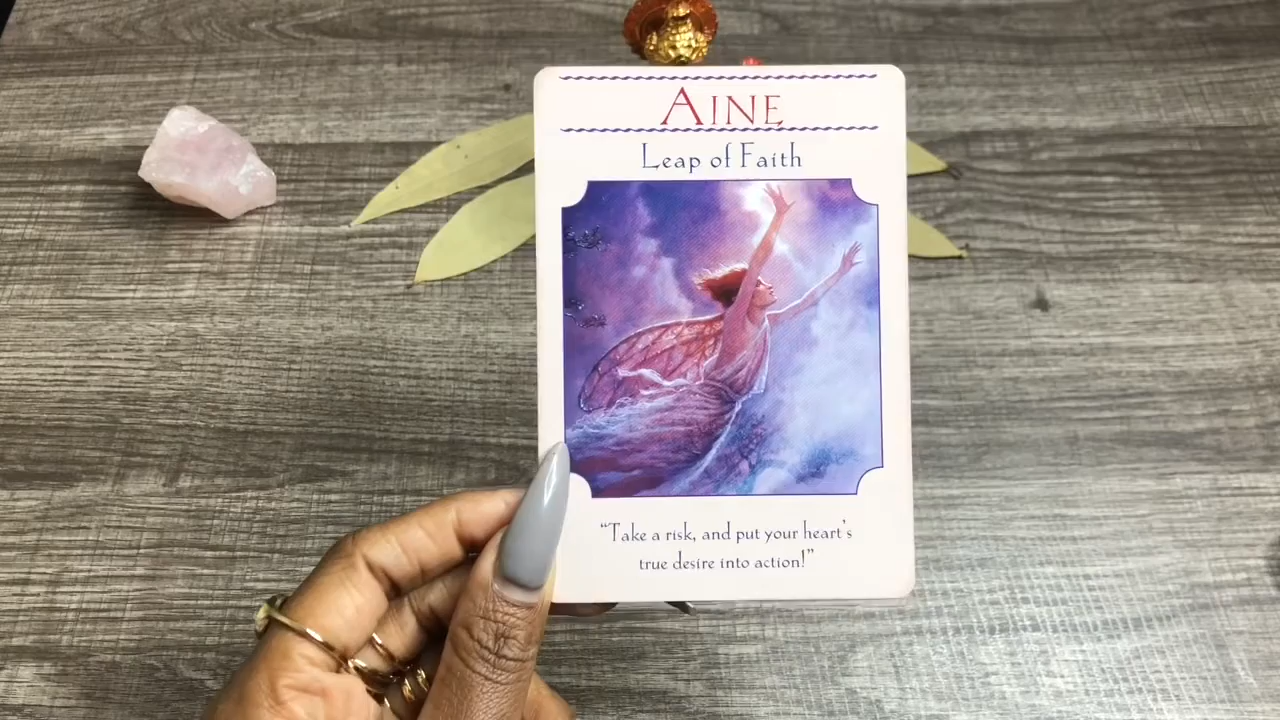 AINE
Leap of Faith
“Take a risk, and put your heart's
true desire into action!”